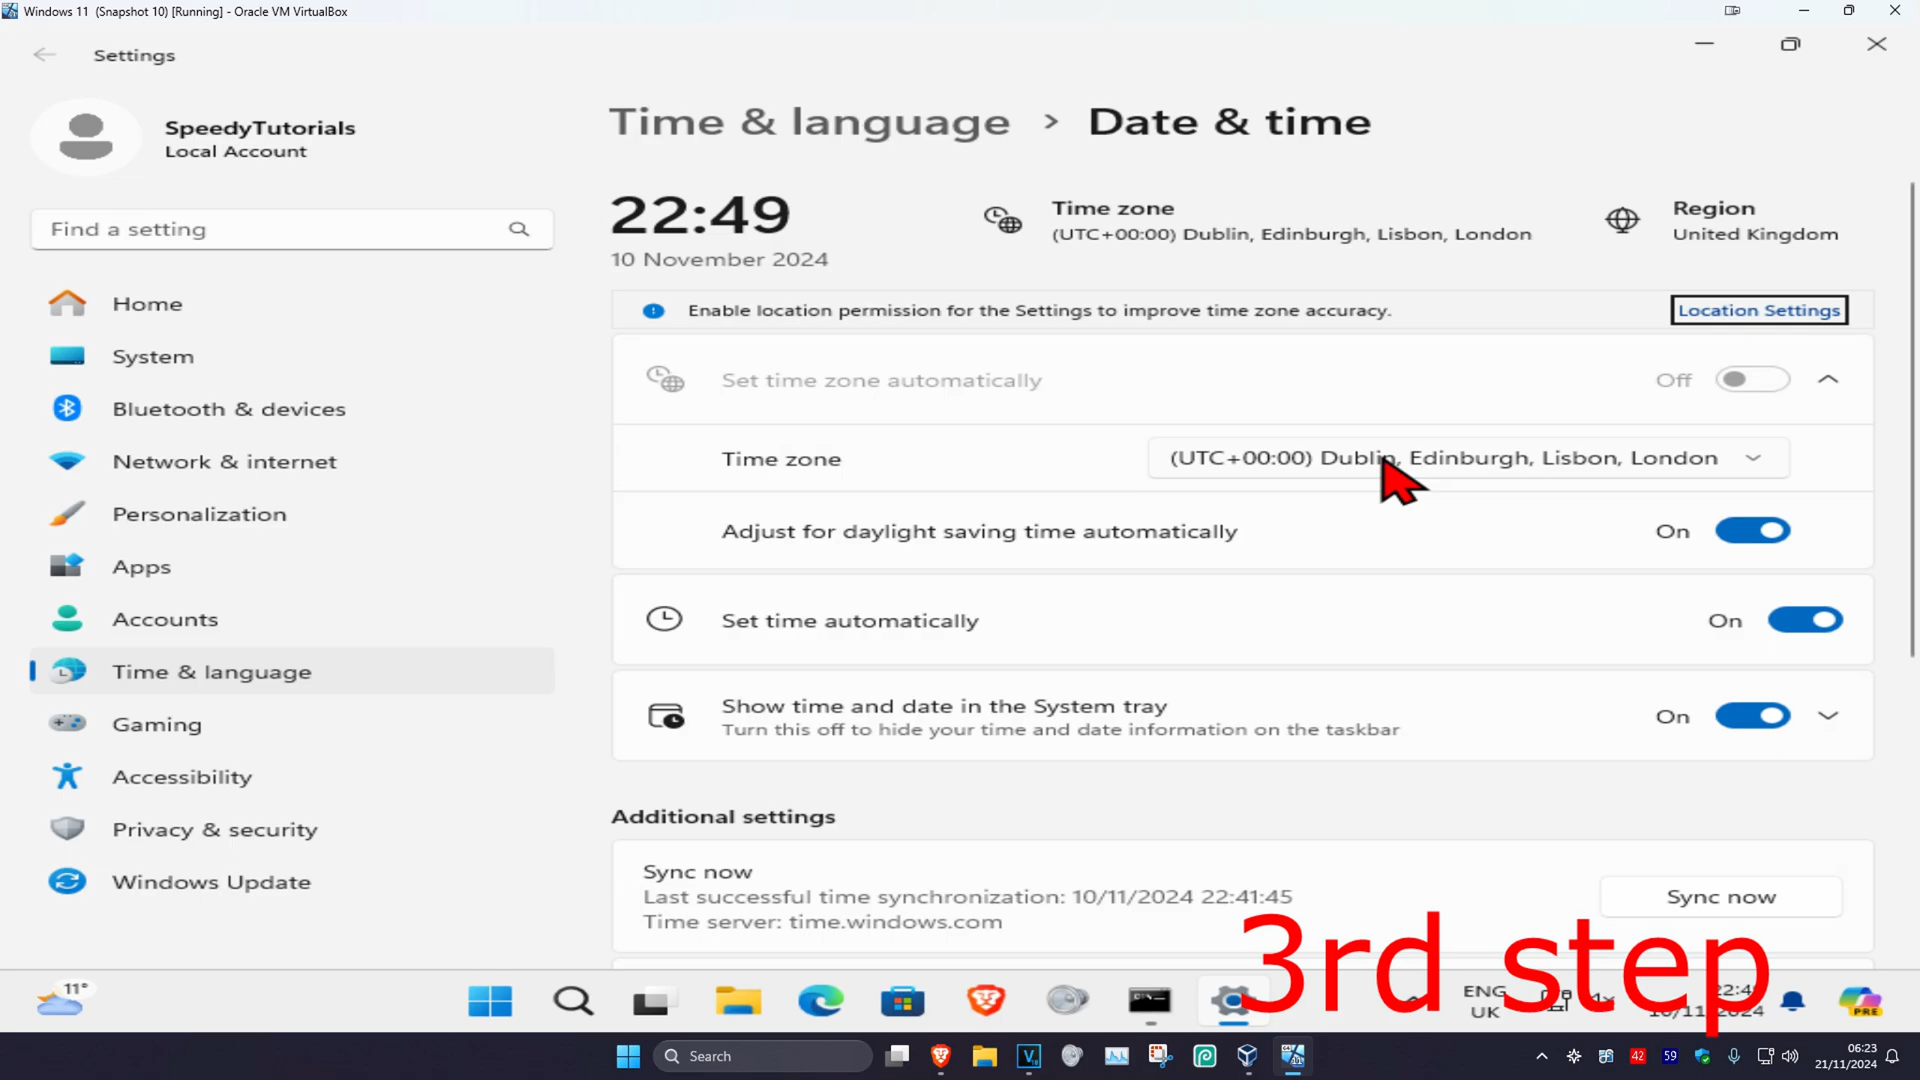 Windows 11 (Snapshot 10) [Running] - Oracle VM VirtualBox
Settings
SpeedyTutorials
Local Account
Find a setting
Home
System
Bluetooth & devices
Network & internet
Personalization
Apps
Accounts
Time & language
Gaming
Accessibility
Privacy & security
Windows Update
Time & language > Date & time
22:49
10 November 2024
Time zone
(UTC+00:00) Dublin, Edinburgh, Lisbon, London
Region
United Kingdom
Enable location permission for the Settings to improve time zone accuracy.
Location Settings
Set time zone automatically
Off
Time zone
(UTC+00:00) Dublin, Edinburgh, Lisbon, London
Adjust for daylight saving time automatically
On
Set time automatically
On
Show time and date in the System tray
Turn this off to hide your time and date information on the taskbar
On
Additional settings
Sync now
Last successful time synchronization: 10/11/2024 22:41:45
Time server: time.windows.com
Sync now
3rd step
11°
ENG
UK
10/11/2024
PRE
Search
42
59
06:23
21/11/2024